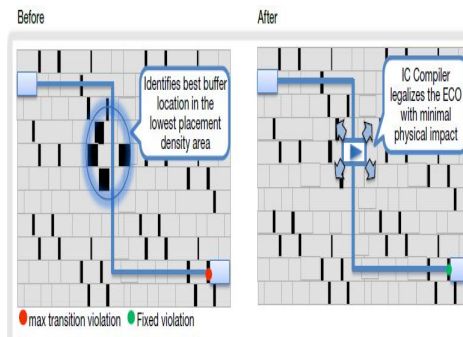 Before
After
Identifies best buffer
location in the
lowest placement
density area
IC Compiler
legalizes the ECO
with minimal
physical impact
max transition violation
Fixed violation